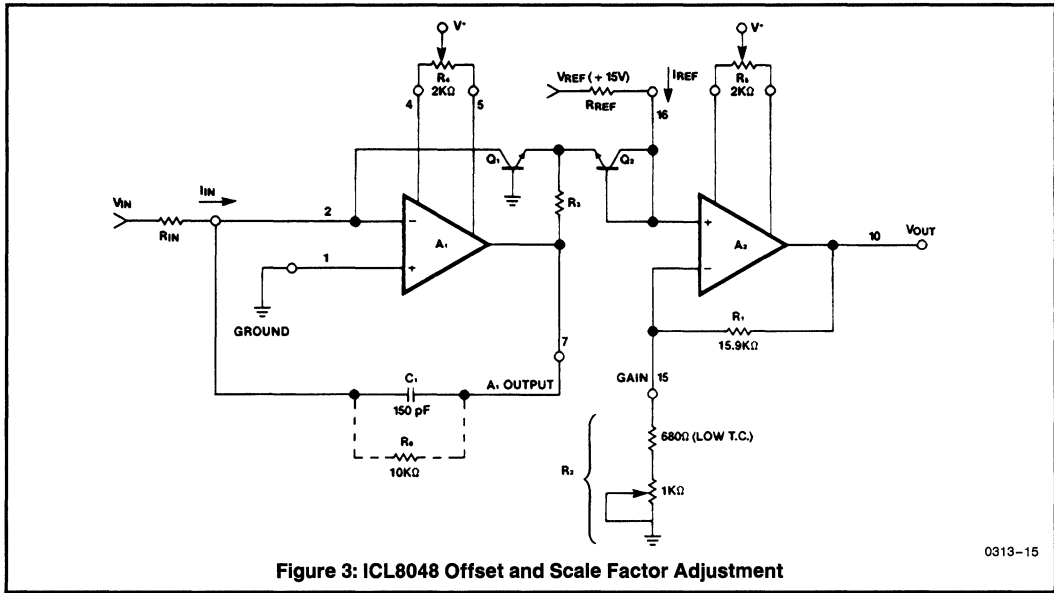 V+
V+
R₄
2KΩ
4
5
VREF (+ 15V)
RREF
IREF
16
R₅
2KΩ
Q₁
Q₂
R₃
VIN
IIN
RIN
2
−
A₁
+
1
GROUND
+
A₂
−
10
VOUT
R₁
15.9KΩ
7
C₁
150 pF
A₁ OUTPUT
R₆
10KΩ
GAIN
15
680Ω (LOW T.C.)
R₂
1KΩ
0313–15
Figure 3: ICL8048 Offset and Scale Factor Adjustment